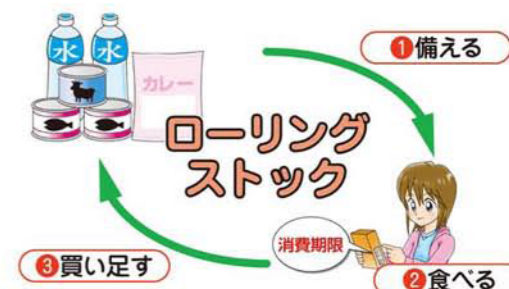 水 水
カレー
ローリング
ストック
❶備える
消費期限
❷食べる
❸買い足す